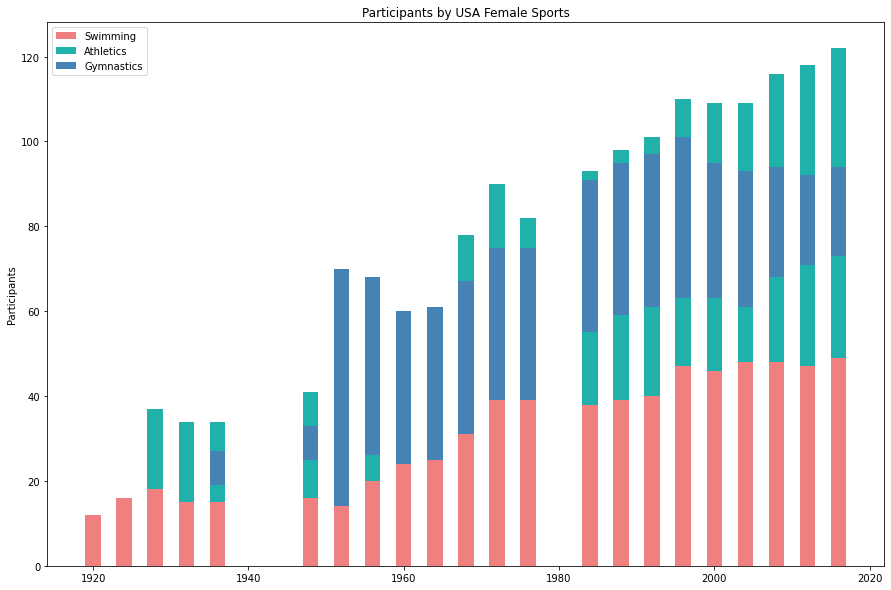 Participants by USA Female Sports
Swimming
Athletics
Gymnastics
Participants
120
100
80
60
40
20
0
1920 1940 1960 1980 2000 2020